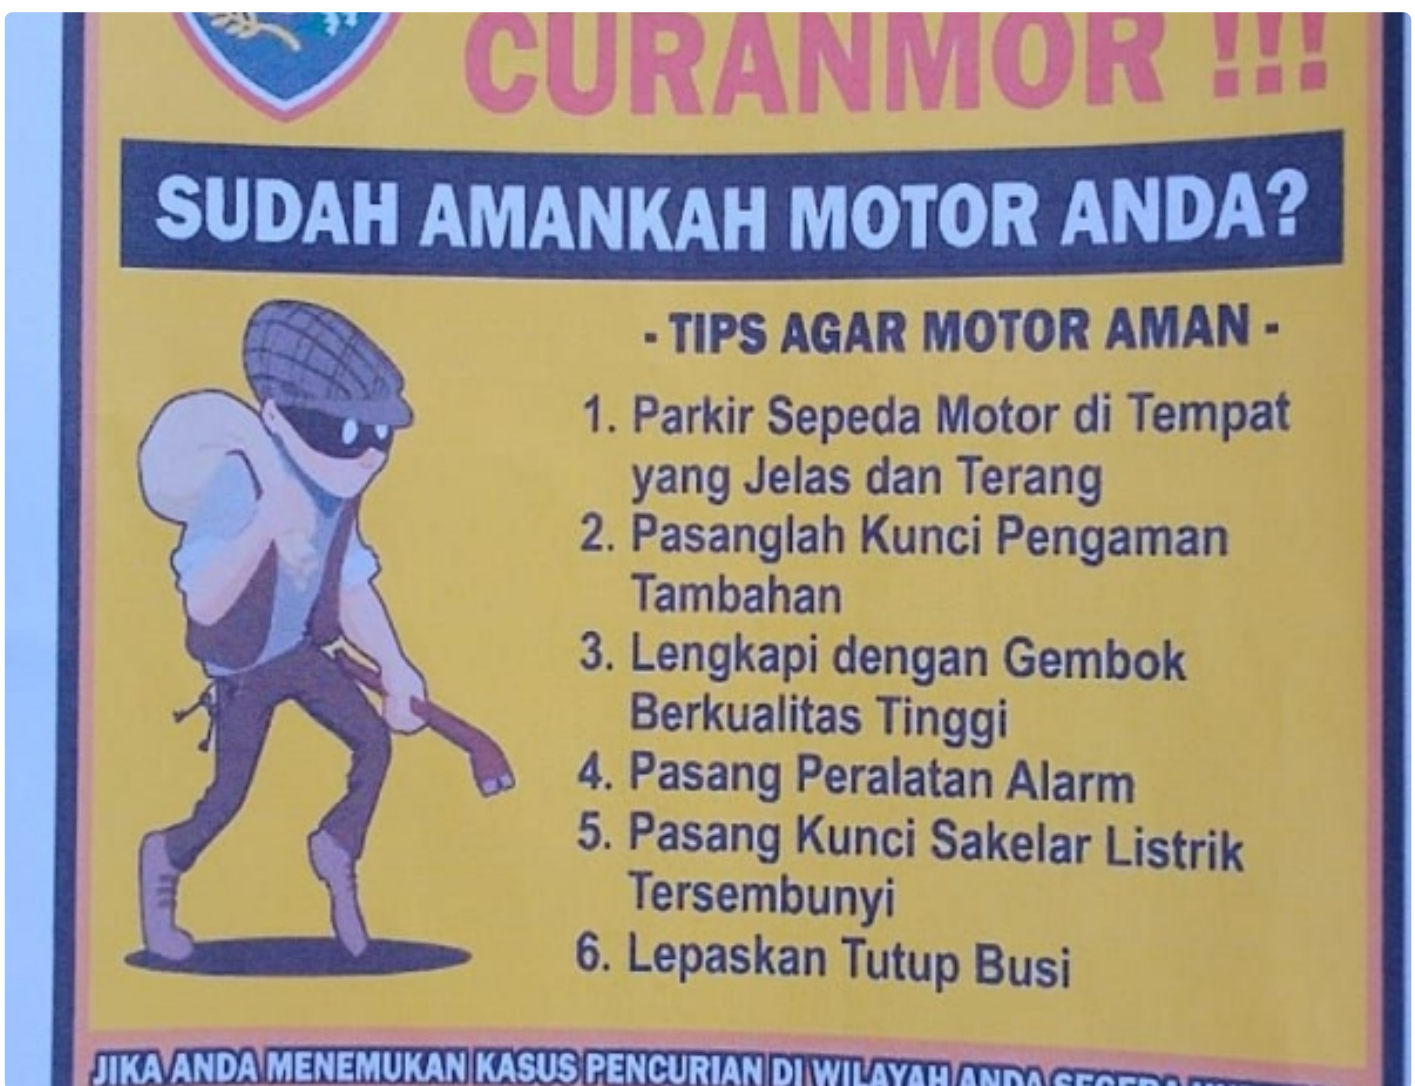 CURANMOR !!!
SUDAH AMANKAH MOTOR ANDA?
- TIPS AGAR MOTOR AMAN -
1. Parkir Sepeda Motor di Tempat
yang Jelas dan Terang
2. Pasanglah Kunci Pengaman
Tambahan
3. Lengkapi dengan Gembok
Berkualitas Tinggi
4. Pasang Peralatan Alarm
5. Pasang Kunci Sakelar Listrik
Tersembunyi
6. Lepaskan Tutup Busi
JIKA ANDA MENEMUKAN KASUS PENCURIAN DI WILAYAH ANDA SEGERA